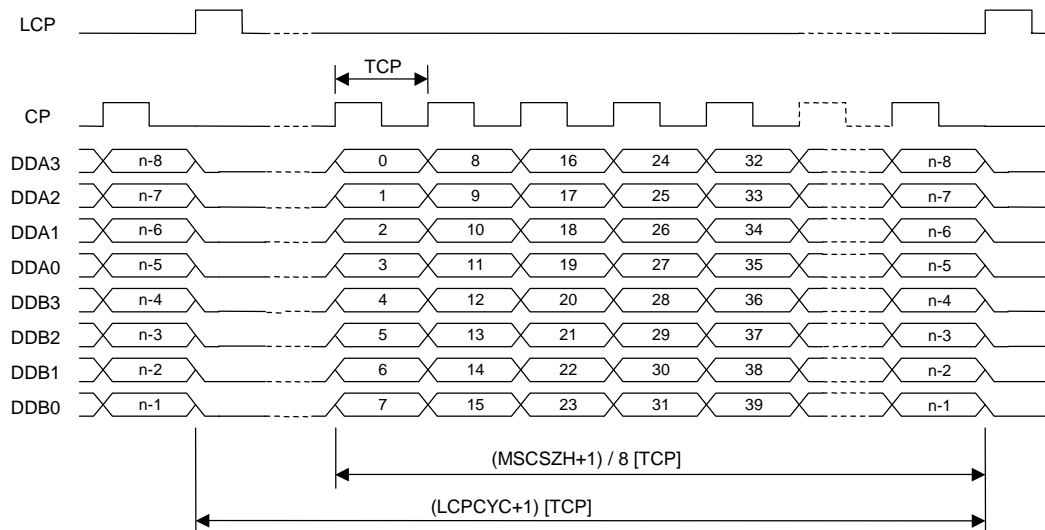 LCP
TCP
CP
DDA3 n-8 0 8 16 24 32 n-8
DDA2 n-7 1 9 17 25 33 n-7
DDA1 n-6 2 10 18 26 34 n-6
DDA0 n-5 3 11 19 27 35 n-5
DDB3 n-4 4 12 20 28 36 n-4
DDB2 n-3 5 13 21 29 37 n-3
DDB1 n-2 6 14 22 30 38 n-2
DDB0 n-1 7 15 23 31 39 n-1
(MSCSZH+1) / 8 [TCP]
(LCPCYC+1) [TCP]